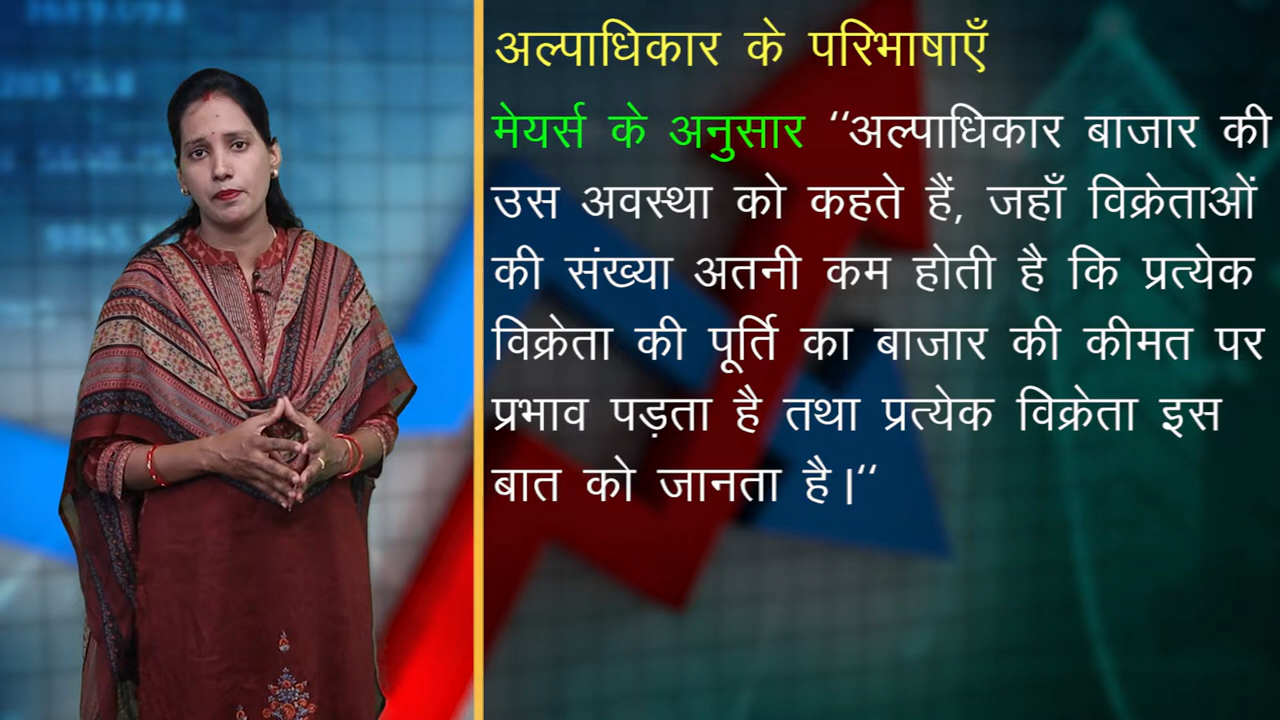 अल्पाधिकार के परिभाषाएँ
मेयर्स के अनुसार ‘‘अल्पाधिकार बाजार की
उस अवस्था को कहते हैं, जहाँ विक्रेताओं
की संख्या अतनी कम होती है कि प्रत्येक
विक्रेता की पूर्ति का बाजार की कीमत पर
प्रभाव पड़ता है तथा प्रत्येक विक्रेता इस
बात को जानता है।‘‘